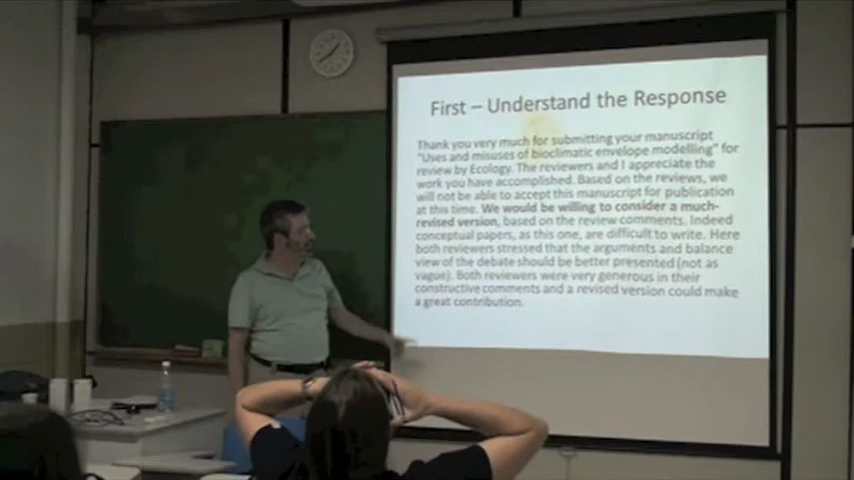 First – Understand the Response
Thank you very much for submitting your manuscript
"Uses and misuses of bioclimatic envelope modelling" for
review by Ecology. The reviewers and I appreciate the
work you have accomplished. Based on the reviews, we
will not be able to accept this manuscript for publication
at this time. We would be willing to consider a much-
revised version, based on the review comments. Indeed
conceptual papers, as this one, are difficult to write. Here
both reviewers stressed that the arguments and balance
view of the debate should be better presented (not as
vague). Both reviewers were very generous in their
constructive comments and a revised version could make
a great contribution.